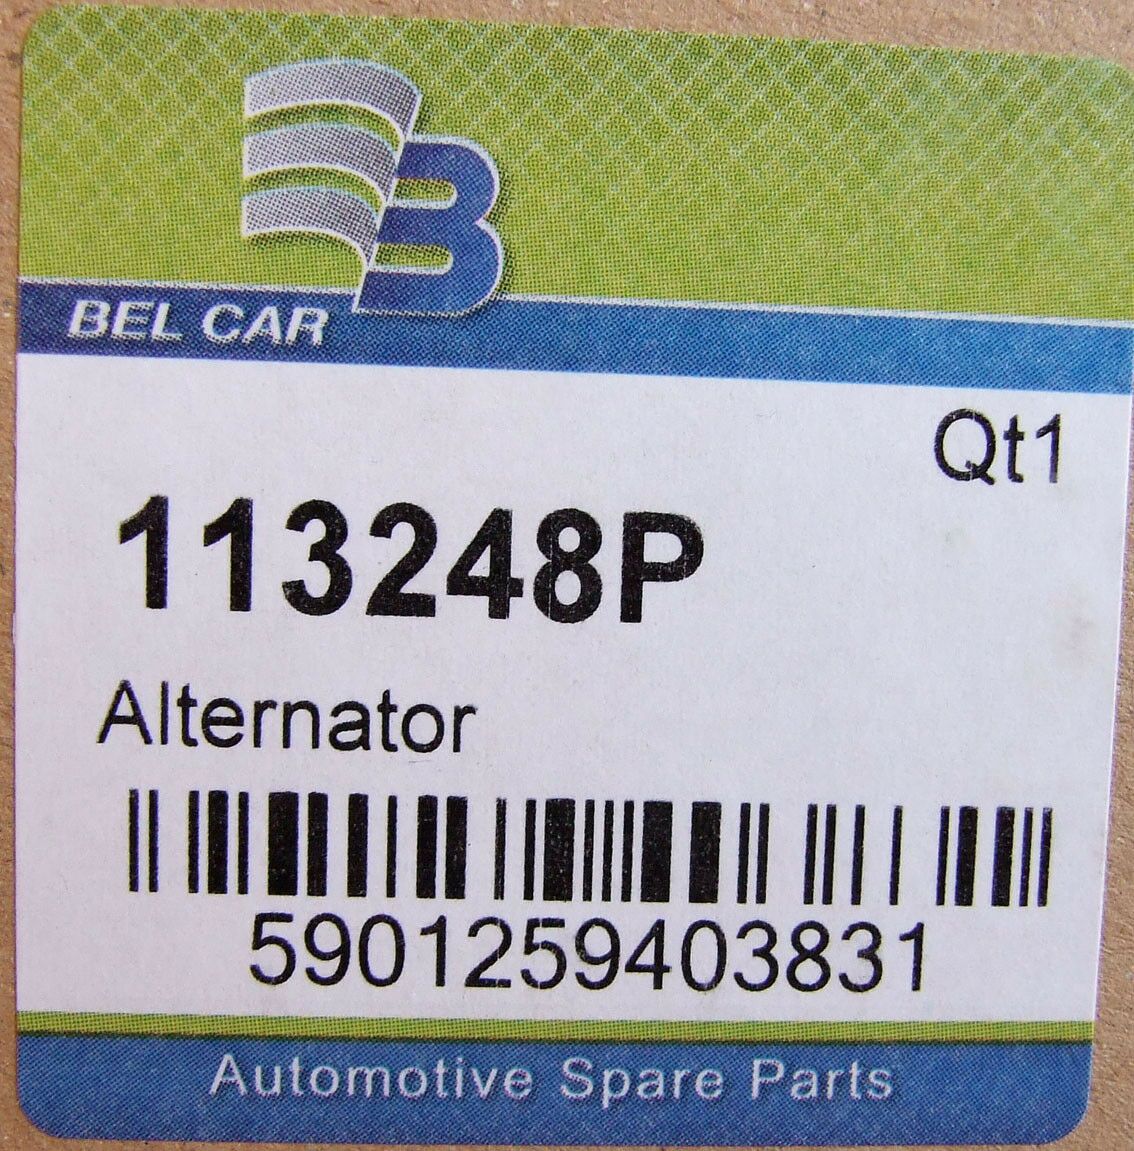 B
BEL CAR
Qt1
113248P
Alternator
5901259403831
Automotive Spare Parts